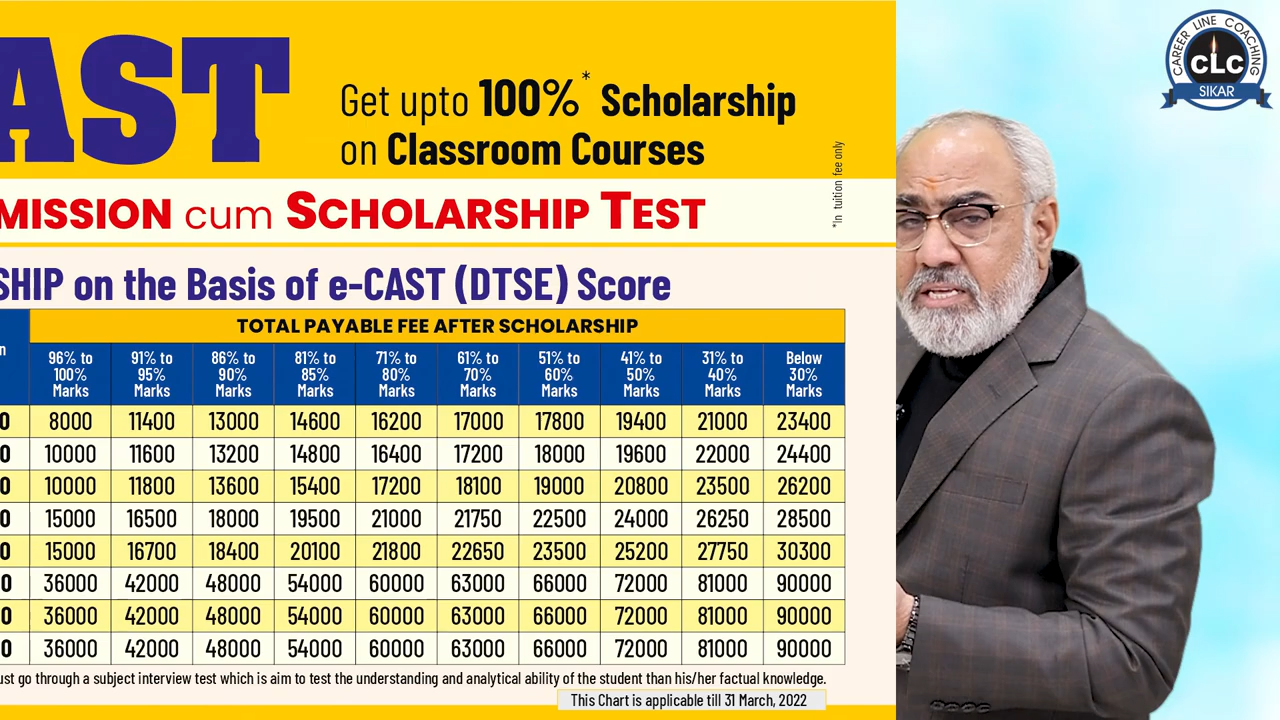 AST
Get upto 100%* Scholarship
on Classroom Courses
*In tuition fee only
MISSION cum SCHOLARSHIP TEST
SHIP on the Basis of e-CAST (DTSE) Score
n
TOTAL PAYABLE FEE AFTER SCHOLARSHIP
96% to 100% Marks 91% to 95% Marks 86% to 90% Marks 81% to 85% Marks 71% to 80% Marks 61% to 70% Marks 51% to 60% Marks 41% to 50% Marks 31% to 40% Marks Below 30% Marks
0 8000 11400 13000 14600 16200 17000 17800 19400 21000 23400
0 10000 11600 13200 14800 16400 17200 18000 19600 22000 24400
0 10000 11800 13600 15400 17200 18100 19000 20800 23500 26200
0 15000 16500 18000 19500 21000 21750 22500 24000 26250 28500
0 15000 16700 18400 20100 21800 22650 23500 25200 27750 30300
0 36000 42000 48000 54000 60000 63000 66000 72000 81000 90000
0 36000 42000 48000 54000 60000 63000 66000 72000 81000 90000
0 36000 42000 48000 54000 60000 63000 66000 72000 81000 90000
ust go through a subject interview test which is aim to test the understanding and analytical ability of the student than his/her factual knowledge.
This Chart is applicable till 31 March, 2022
CAREER LINE COACHING
CLC
SIKAR